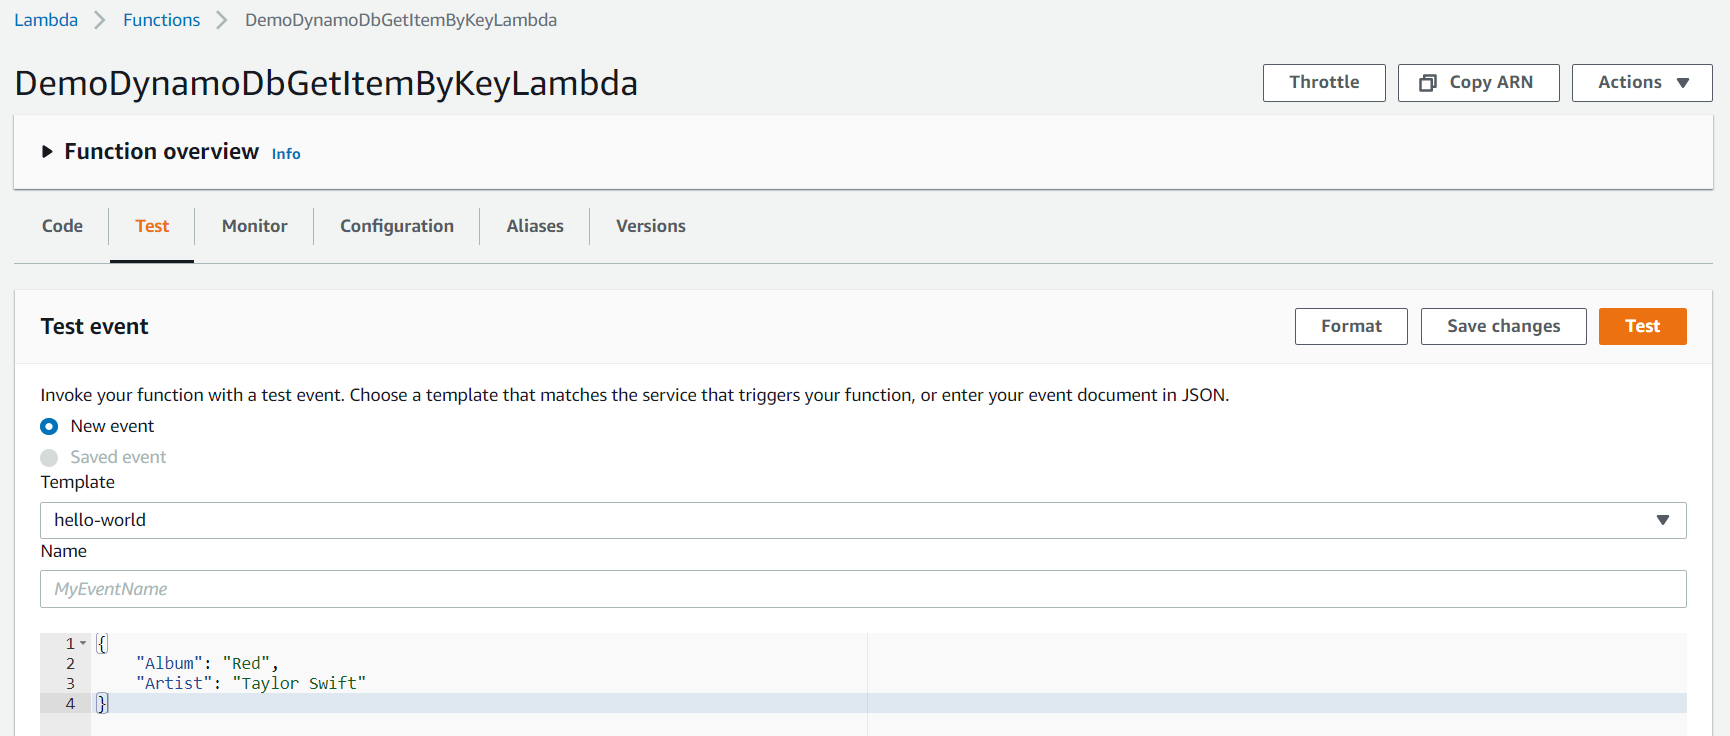 Lambda Functions DemoDynamoDbGetItemByKeyLambda
DemoDynamoDbGetItemByKeyLambda
Throttle Copy ARN Actions
Function overview Info
Code Test Monitor Configuration Aliases Versions
Test event
Format Save changes Test
Invoke your function with a test event. Choose a template that matches the service that triggers your function, or enter your event document in JSON.
New event
Saved event
Template
hello-world
Name
MyEventName
1 {
2 "Album": "Red",
3 "Artist": "Taylor Swift"
4 }